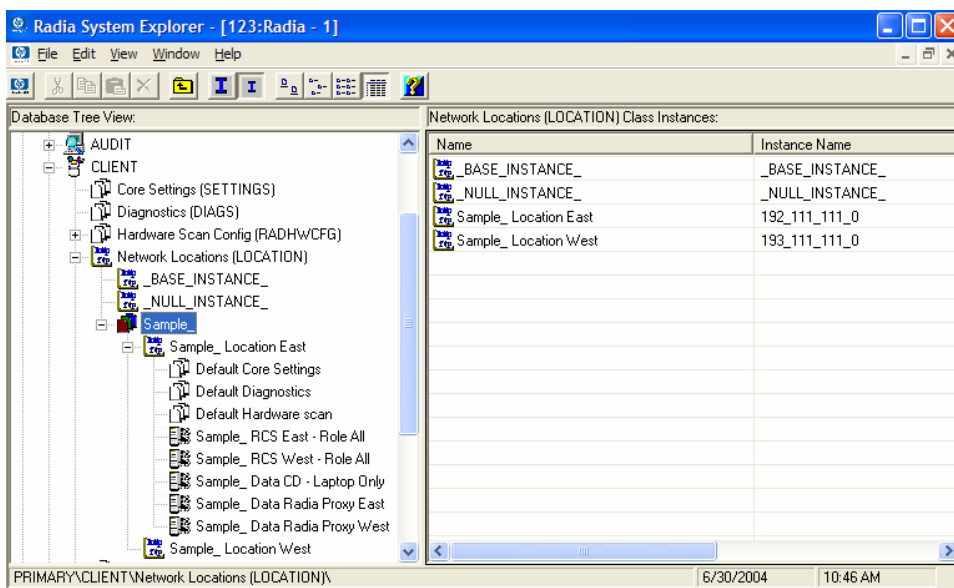 Radia System Explorer - [123:Radia - 1]
File Edit View Window Help
Database Tree View:
Network Locations (LOCATION) Class Instances:
AUDIT
CLIENT
Core Settings (SETTINGS)
Diagnostics (DIAGS)
Hardware Scan Config (RADHWCFG)
Network Locations (LOCATION)
_BASE_INSTANCE_
_NULL_INSTANCE_
Sample_
Sample_ Location East
Default Core Settings
Default Diagnostics
Default Hardware scan
Sample_ RCS East - Role All
Sample_ RCS West - Role All
Sample_ Data CD - Laptop Only
Sample_ Data Radia Proxy East
Sample_ Data Radia Proxy West
Sample_ Location West
Name Instance Name
_BASE_INSTANCE_ _BASE_INSTANCE_
_NULL_INSTANCE_ _NULL_INSTANCE_
Sample_ Location East 192_111_111_0
Sample_ Location West 193_111_111_0
PRIMARY\CLIENT\Network Locations (LOCATION)\ 6/30/2004 10:46 AM